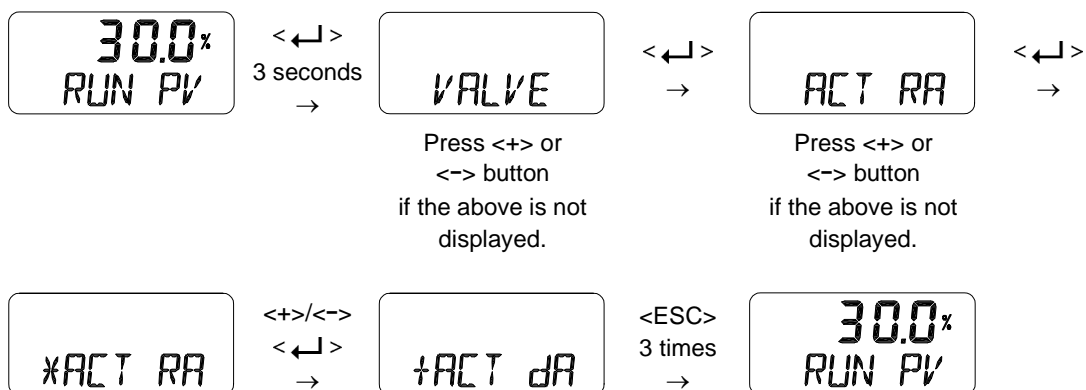 30.0%
RUN PV
<↵>
3 seconds
→
VALVE
Press <+> or
<-> button
if the above is not
displayed.
<↵>
→
ACT RA
Press <+> or
<-> button
if the above is not
displayed.
<↵>
→
*ACT RA
<+>/<->
<↵>
→
+ACT dA
<ESC>
3 times
→
30.0%
RUN PV